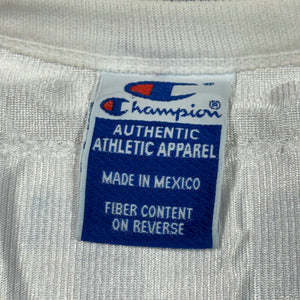 Champion®
AUTHENTIC
ATHLETIC APPAREL
MADE IN MEXICO
FIBER CONTENT
ON REVERSE